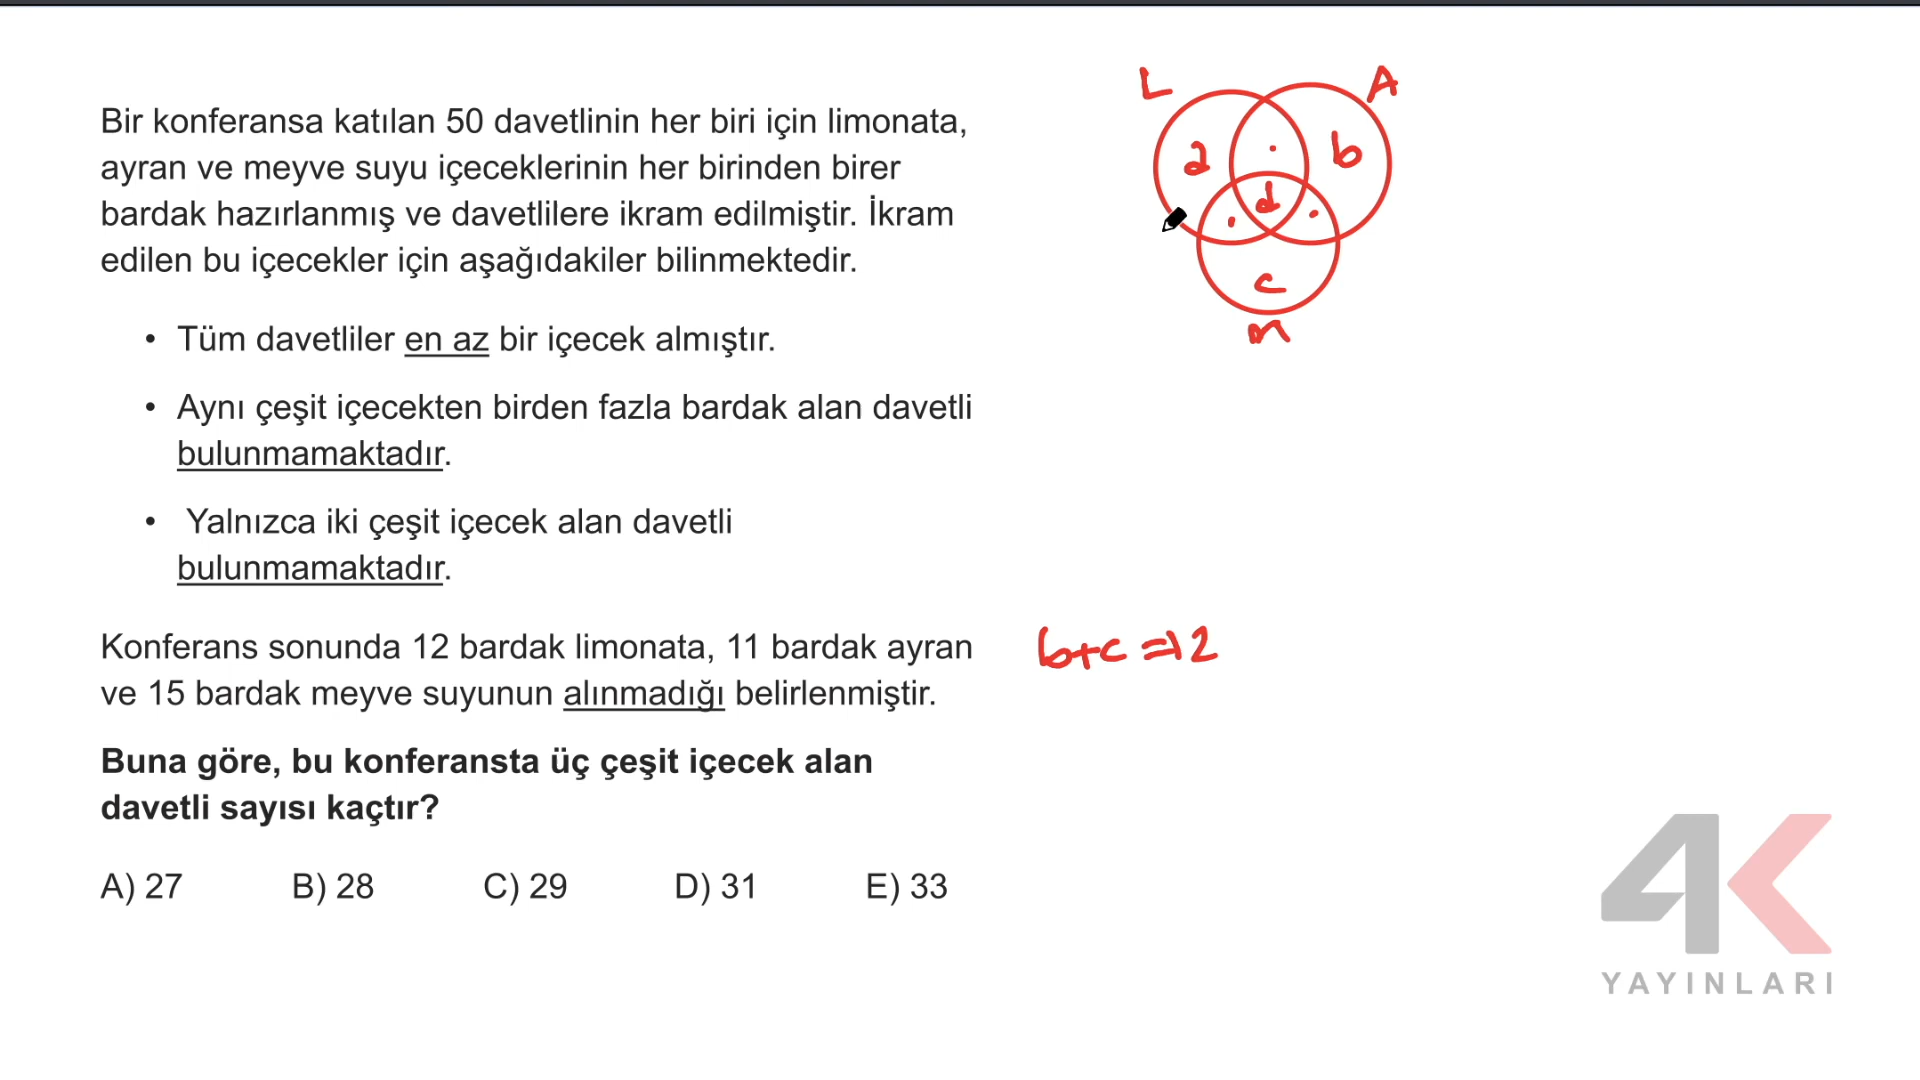 Bir konferansa katılan 50 davetlinin her biri için limonata,
ayran ve meyve suyu içeceklerinin her birinden birer
bardak hazırlanmış ve davetlilere ikram edilmiştir. İkram
edilen bu içecekler için aşağıdakiler bilinmektedir.
• Tüm davetliler en az bir içecek almıştır.
• Aynı çeşit içecekten birden fazla bardak alan davetli
bulunmamaktadır.
• Yalnızca iki çeşit içecek alan davetli
bulunmamaktadır.
Konferans sonunda 12 bardak limonata, 11 bardak ayran
ve 15 bardak meyve suyunun alınmadığı belirlenmiştir.
Buna göre, bu konferansta üç çeşit içecek alan
davetli sayısı kaçtır?
A) 27 B) 28 C) 29 D) 31 E) 33
L A
a b
d
c
m
b+c=12
4K
YAYINLARI